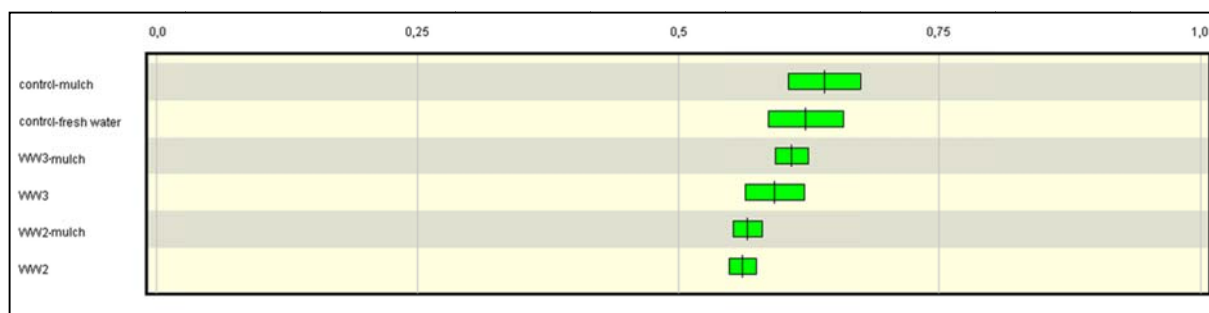 0,0 0,25 0,5 0,75 1,0
control-mulch
control-fresh water
WW3-mulch
WW3
WW2-mulch
WW2